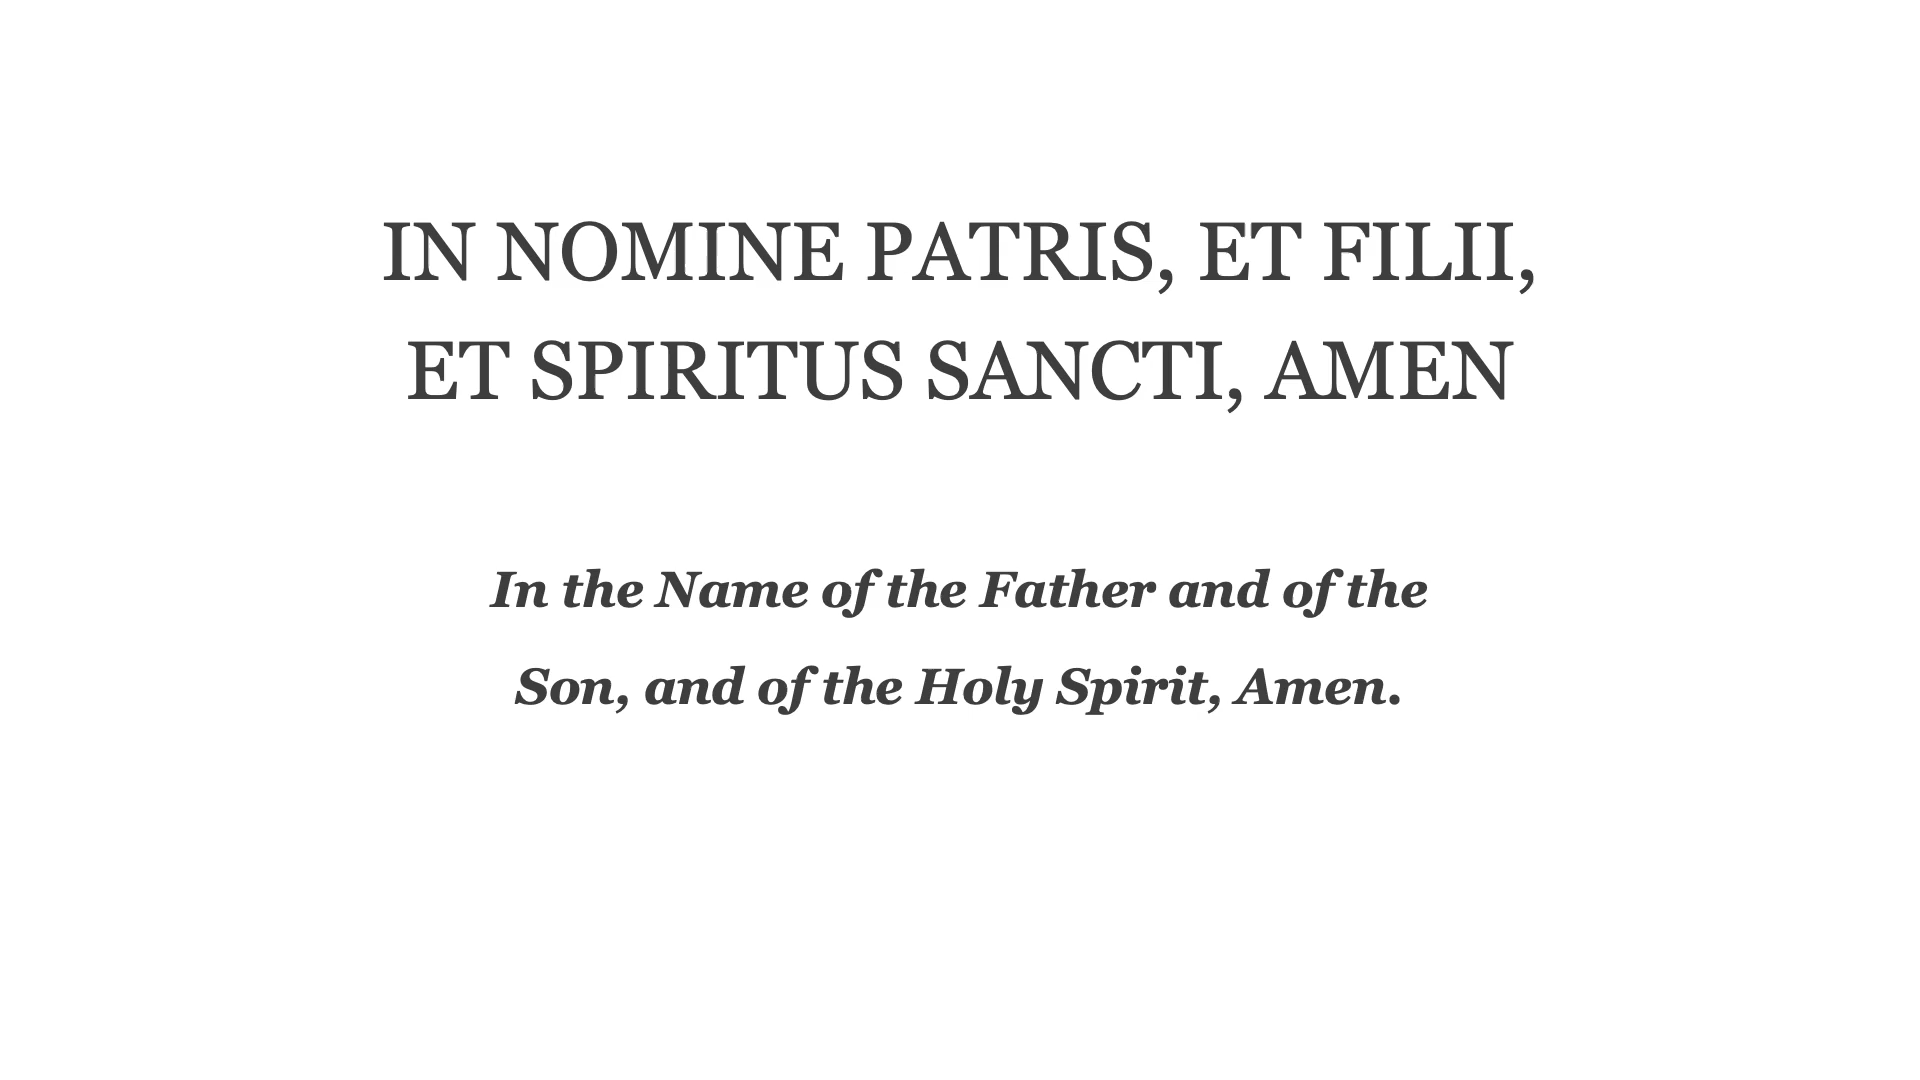 IN NOMINE PATRIS, ET FILII,
ET SPIRITUS SANCTI, AMEN
In the Name of the Father and of the
Son, and of the Holy Spirit, Amen.